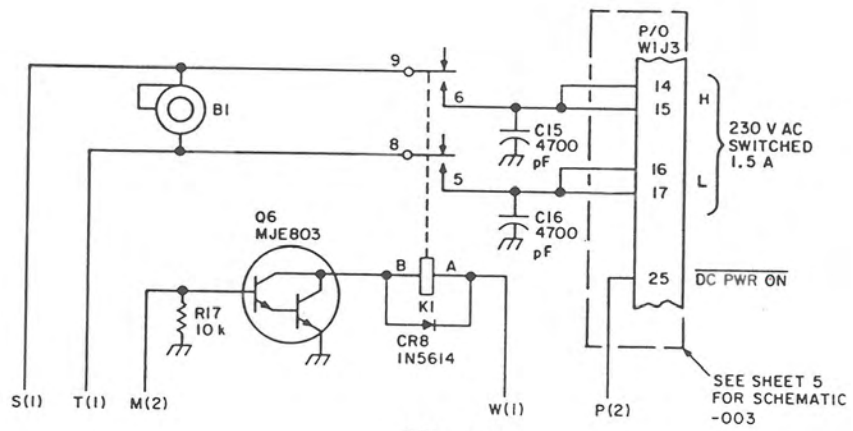 P/O
W1J3
9
14
H
B1
6
15
C15
4700
pF
230 V AC
SWITCHED
1.5 A
8
16
L
5
17
C16
4700
pF
Q6
MJE803
B
A
25
DC PWR ON
R17
10 k
K1
CR8
1N5614
S(1)
T(1)
M(2)
W(1)
P(2)
SEE SHEET 5
FOR SCHEMATIC
-003